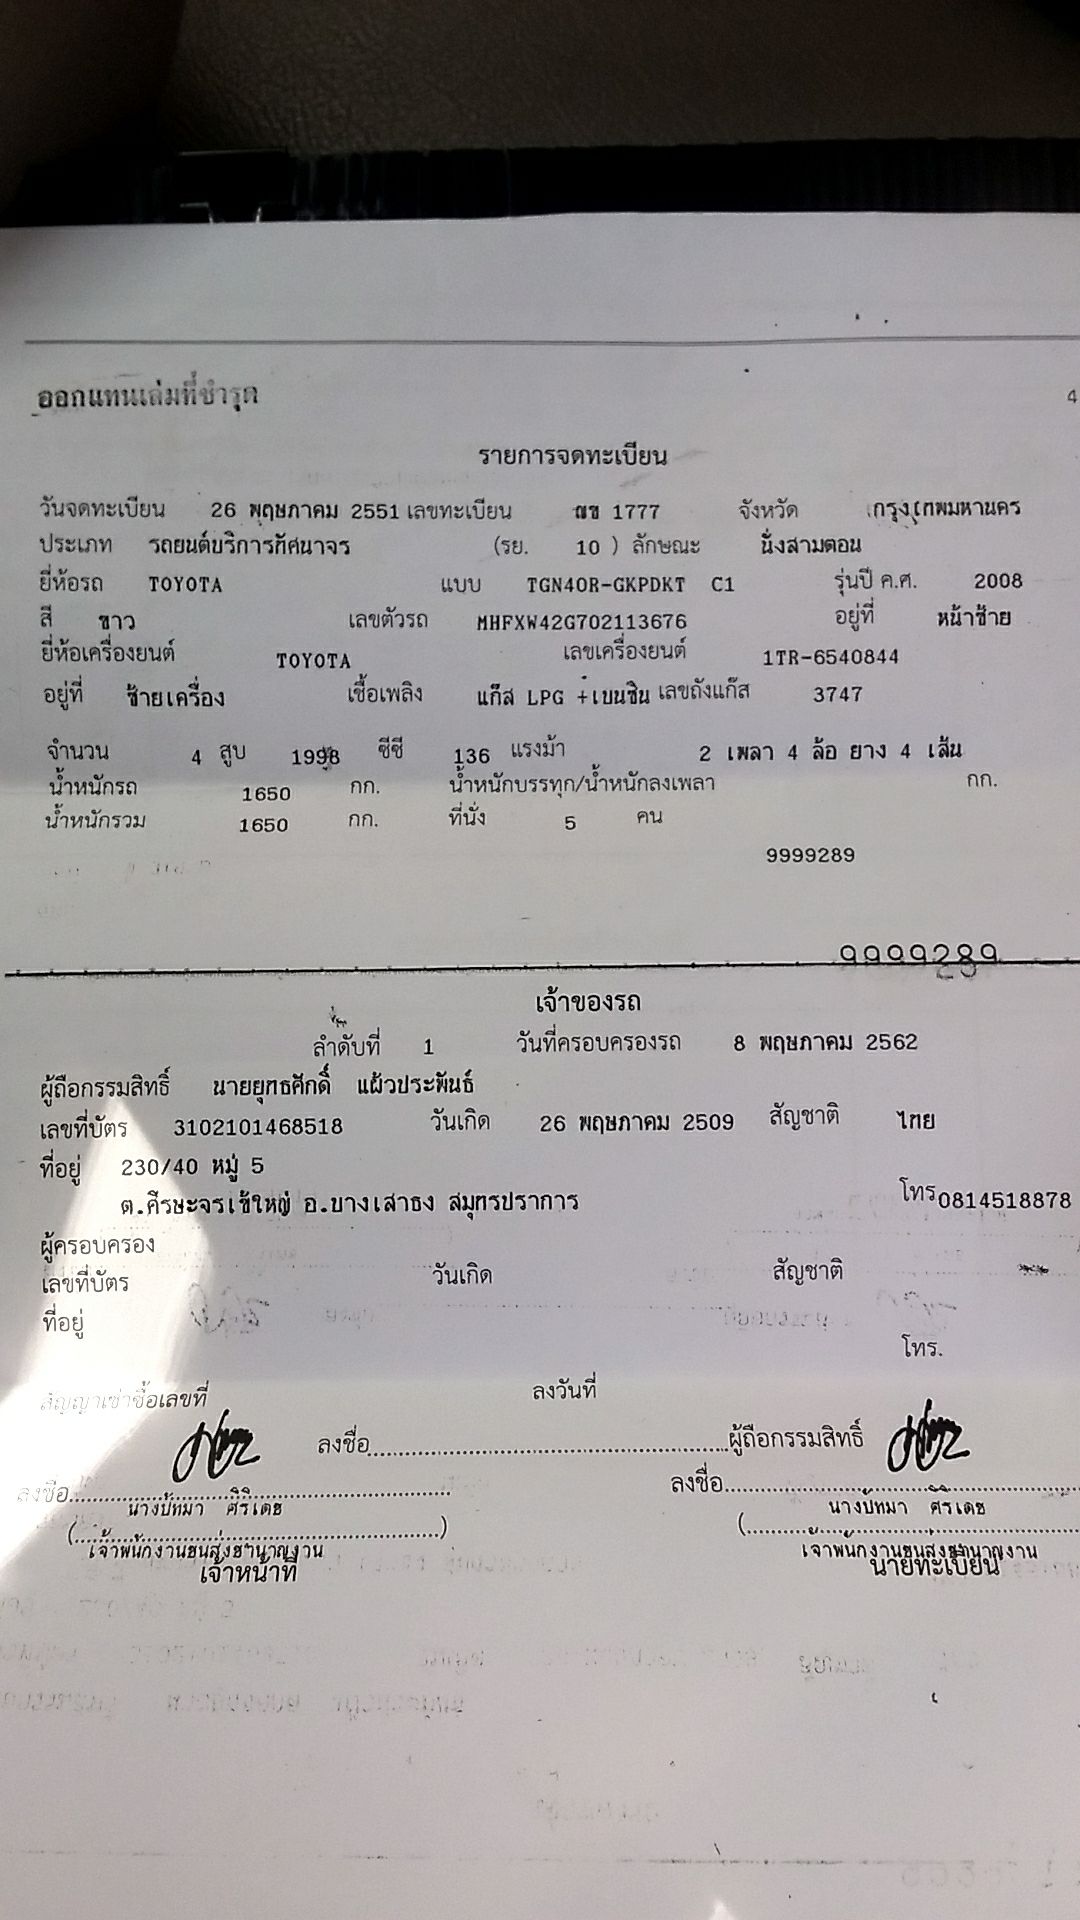 ออกแทนเล่มที่ชำรุด
4
รายการจดทะเบียน
วันจดทะเบียน 26 พฤษภาคม 2551 เลขทะเบียน ฌข 1777 จังหวัด กรุงเทพมหานคร
ประเภท รถยนต์บริการทัศนาจร (รย. 10 ) ลักษณะ นั่งสามตอน
ยี่ห้อรถ TOYOTA แบบ TGN40R-GKPDKT C1 รุ่นปี ค.ศ. 2008
สี ขาว เลขตัวรถ MHFXW42G702113676 อยู่ที่ หน้าซ้าย
ยี่ห้อเครื่องยนต์ TOYOTA เลขเครื่องยนต์ 1TR-6540844
อยู่ที่ ซ้ายเครื่อง เชื้อเพลิง แก๊ส LPG +เบนซิน เลขถังแก๊ส 3747
จำนวน 4 สูบ 1998 ซีซี 136 แรงม้า 2 เพลา 4 ล้อ ยาง 4 เส้น
น้ำหนักรถ 1650 กก. น้ำหนักบรรทุก/น้ำหนักลงเพลา กก.
น้ำหนักรวม 1650 กก. ที่นั่ง 5 คน
9999289
9999289
เจ้าของรถ
ลำดับที่ 1 วันที่ครอบครองรถ 8 พฤษภาคม 2562
ผู้ถือกรรมสิทธิ์ นายยุทธศักดิ์ แผ้วประพันธ์
เลขที่บัตร 3102101468518 วันเกิด 26 พฤษภาคม 2509 สัญชาติ ไทย
ที่อยู่ 230/40 หมู่ 5
ต.ศีรษะจรเข้ใหญ่ อ.บางเสาธง สมุทรปราการ โทร 0814518878
ผู้ครอบครอง
เลขที่บัตร วันเกิด สัญชาติ
ที่อยู่
โทร.
สัญญาเช่าซื้อเลขที่ ลงวันที่
ลงชื่อ ผู้ถือกรรมสิทธิ์
ลงชื่อ ลงชื่อ
นางปัทมา ศิริเดช นางปัทมา ศิริเดช
เจ้าพนักงานขนส่งชำนาญงาน เจ้าพนักงานขนส่งชำนาญงาน
เจ้าหน้าที่ นายทะเบียน